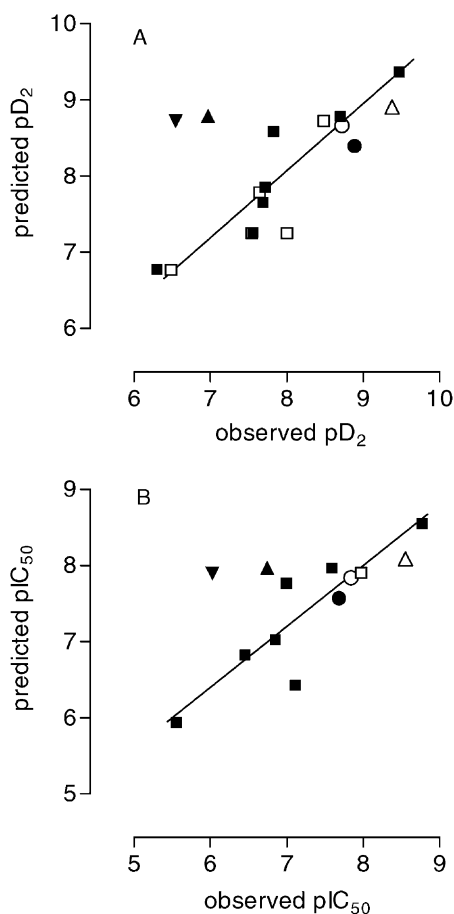 A
predicted pD₂
10
9
8
7
6
6 7 8 9 10
observed pD₂
B
predicted pIC₅₀
9
8
7
6
5
5 6 7 8 9
observed pIC₅₀